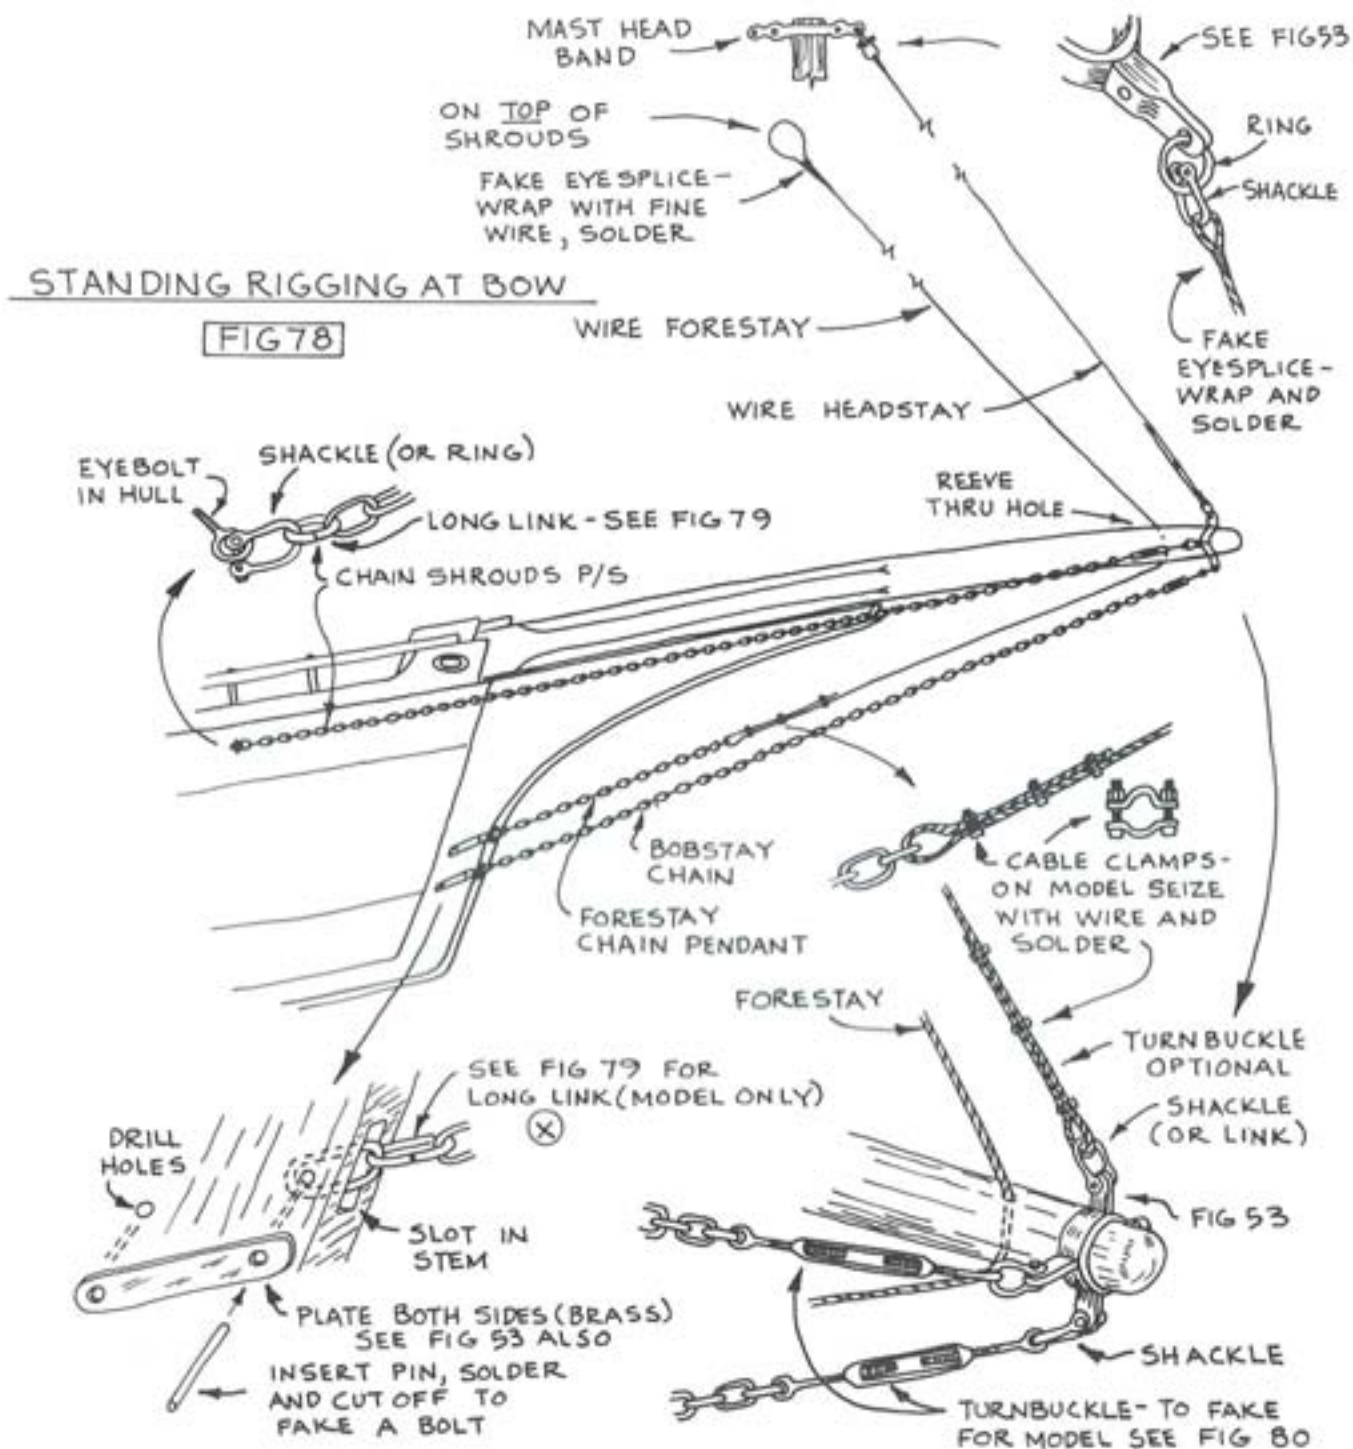 MAST HEAD
BAND
SEE FIG 53
ON TOP OF
SHROUDS
RING
FAKE EYESPLICE-
WRAP WITH FINE
WIRE, SOLDER
SHACKLE
STANDING RIGGING AT BOW
FIG 78
WIRE FORESTAY
FAKE
EYESPLICE-
WRAP AND
SOLDER
WIRE HEADSTAY
EYEBOLT
IN HULL
SHACKLE (OR RING)
REEVE
THRU HOLE
LONG LINK - SEE FIG 79
CHAIN SHROUDS P/S
BOBSTAY
CHAIN
CABLE CLAMPS-
ON MODEL SEIZE
WITH WIRE AND
SOLDER
FORESTAY
CHAIN PENDANT
FORESTAY
TURNBUCKLE
OPTIONAL
SEE FIG 79 FOR
LONG LINK (MODEL ONLY)
X
SHACKLE
(OR LINK)
DRILL
HOLES
FIG 53
SLOT IN
STEM
PLATE BOTH SIDES (BRASS)
SEE FIG 53 ALSO
SHACKLE
INSERT PIN, SOLDER
AND CUT OFF TO
FAKE A BOLT
TURNBUCKLE - TO FAKE
FOR MODEL SEE FIG 80